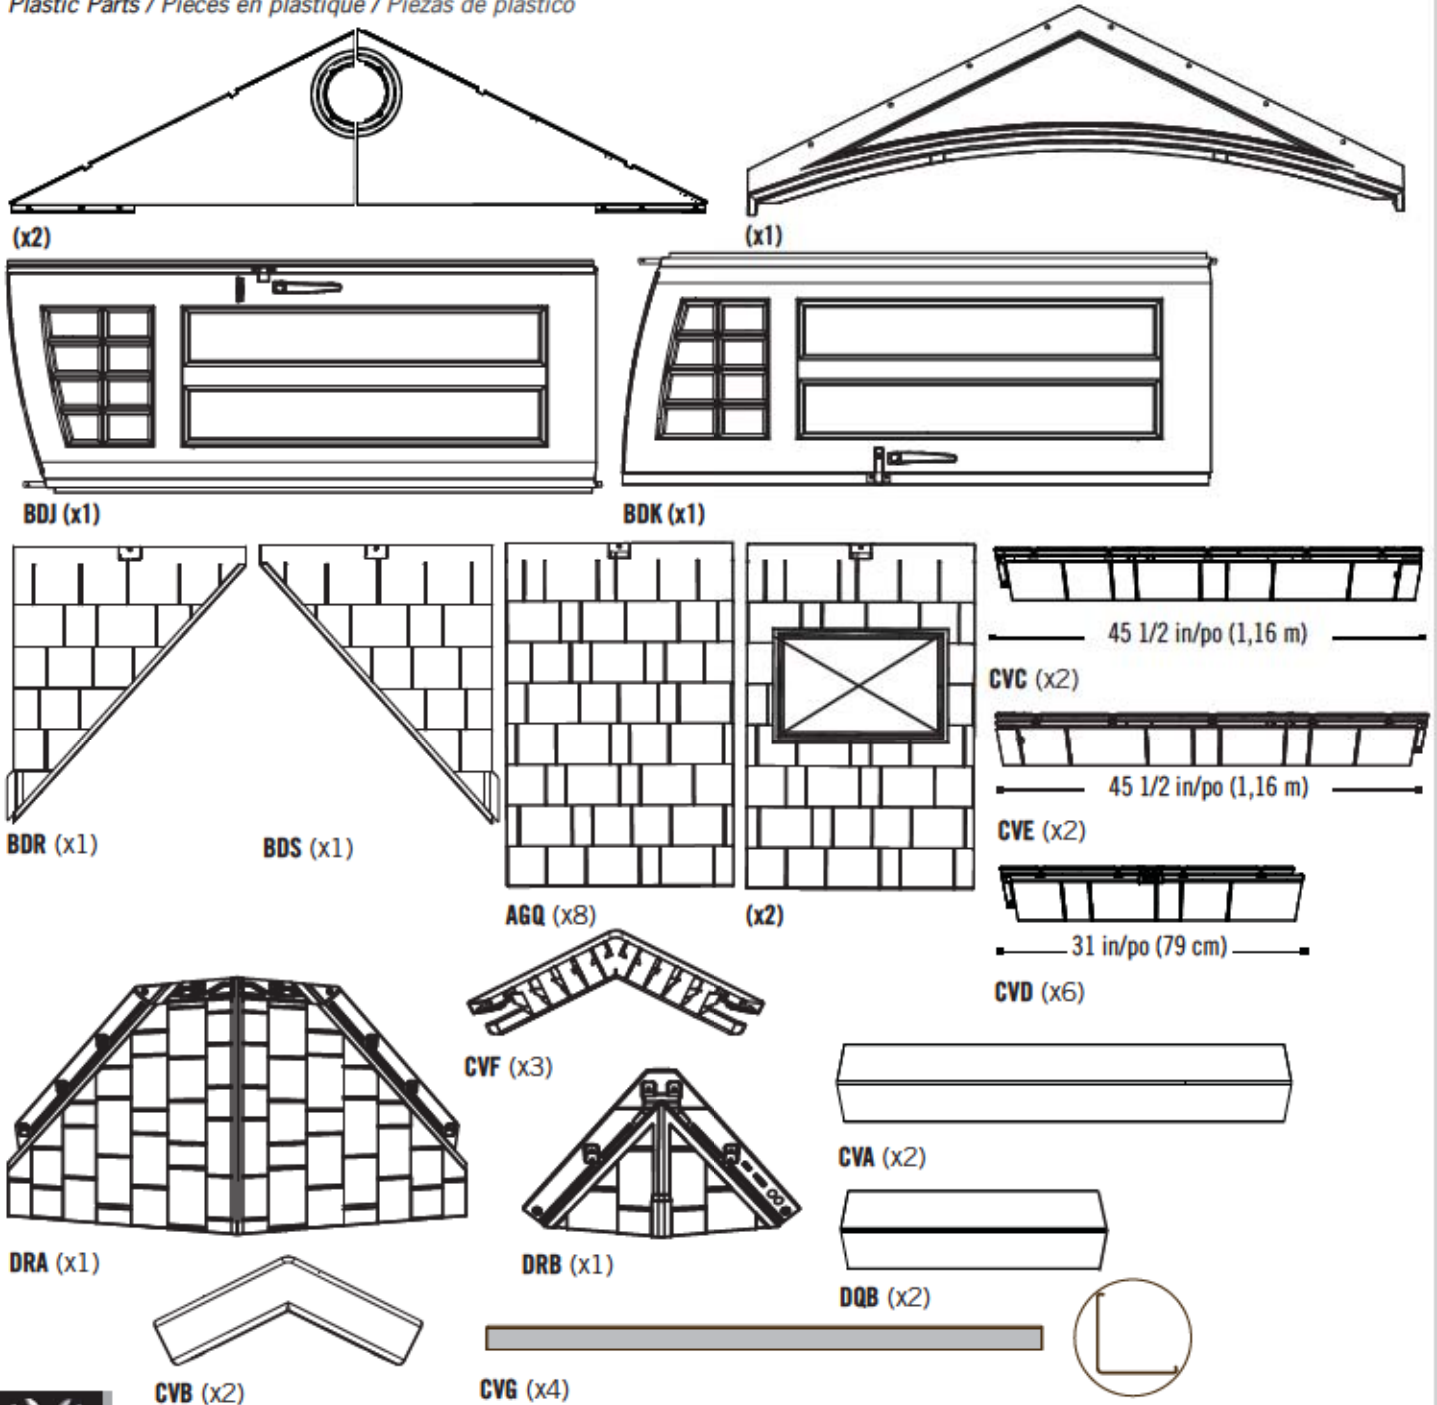 Plastic Parts / Pièces en plastique / Piezas de plástico
(x2)
(x1)
BDJ (x1)
BDK (x1)
45 1/2 in/po (1,16 m)
CVC (x2)
45 1/2 in/po (1,16 m)
CVE (x2)
BDR (x1)
BDS (x1)
AGQ (x8)
(x2)
31 in/po (79 cm)
CVD (x6)
CVF (x3)
CVA (x2)
DRA (x1)
DRB (x1)
DQB (x2)
CVB (x2)
CVG (x4)